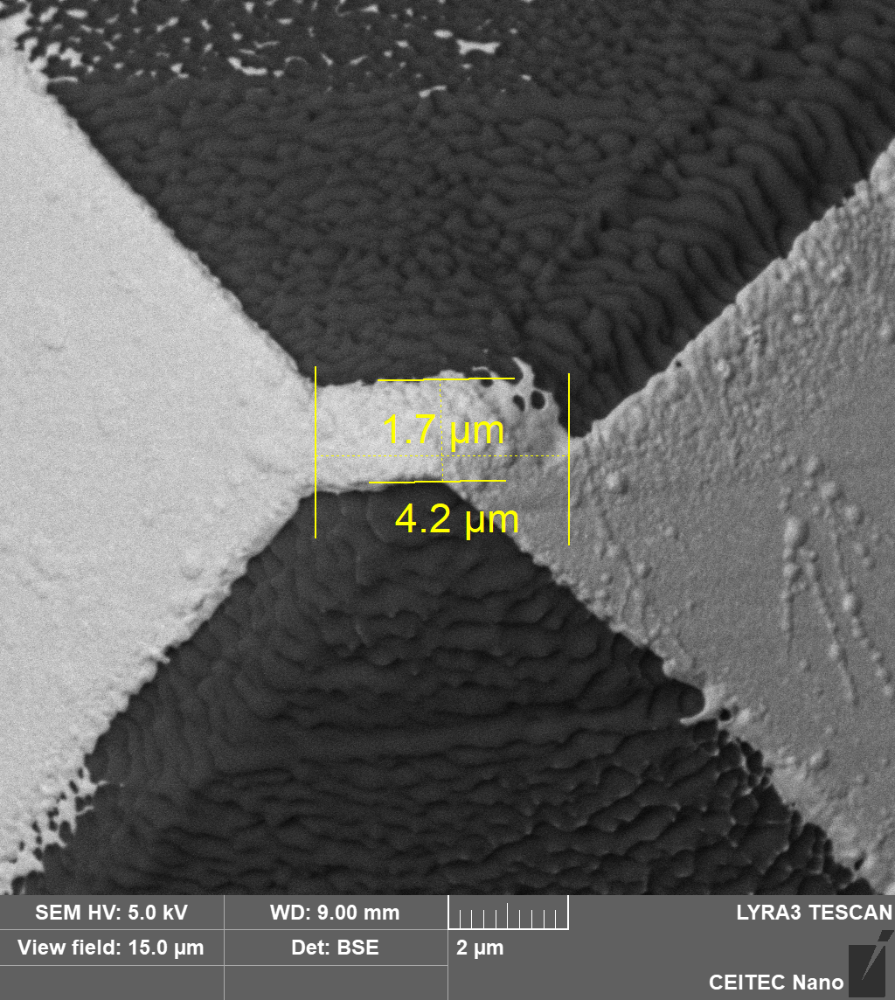 1.7 µm
4.2 µm
SEM HV: 5.0 kV
WD: 9.00 mm
LYRA3 TESCAN
View field: 15.0 µm
Det: BSE
2 µm
CEITEC Nano